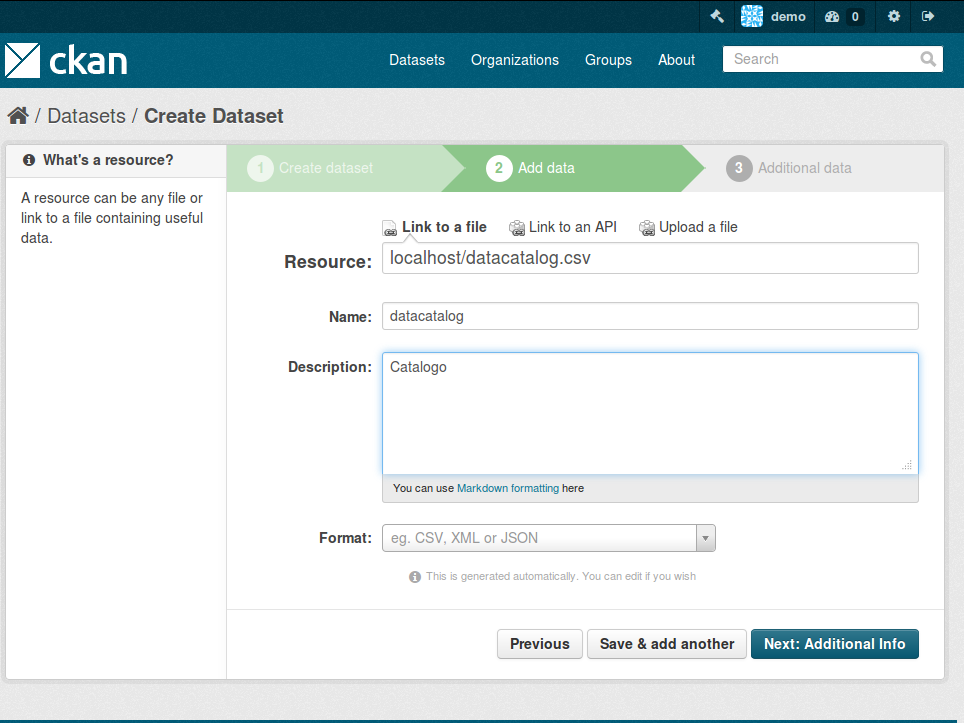 demo 0
ckan Datasets Organizations Groups About Search
/ Datasets / Create Dataset
What's a resource?
A resource can be any file or
link to a file containing useful
data.
1 Create dataset 2 Add data 3 Additional data
Link to a file Link to an API Upload a file
Resource: localhost/datacatalog.csv
Name: datacatalog
Description: Catalogo
You can use Markdown formatting here
Format: eg. CSV, XML or JSON
This is generated automatically. You can edit if you wish
Previous Save & add another Next: Additional Info